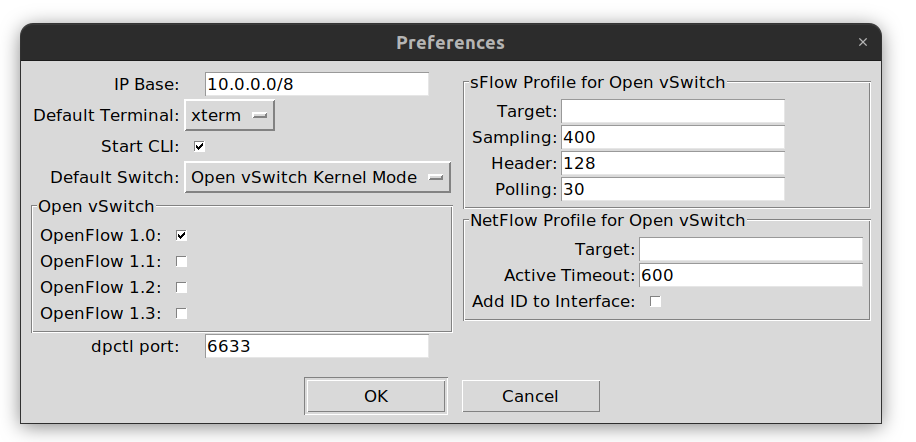 Preferences
IP Base: 10.0.0.0/8
Default Terminal: xterm
Start CLI:
Default Switch: Open vSwitch Kernel Mode
Open vSwitch
OpenFlow 1.0:
OpenFlow 1.1:
OpenFlow 1.2:
OpenFlow 1.3:
dpctl port: 6633
sFlow Profile for Open vSwitch
Target:
Sampling: 400
Header: 128
Polling: 30
NetFlow Profile for Open vSwitch
Target:
Active Timeout: 600
Add ID to Interface:
OK
Cancel